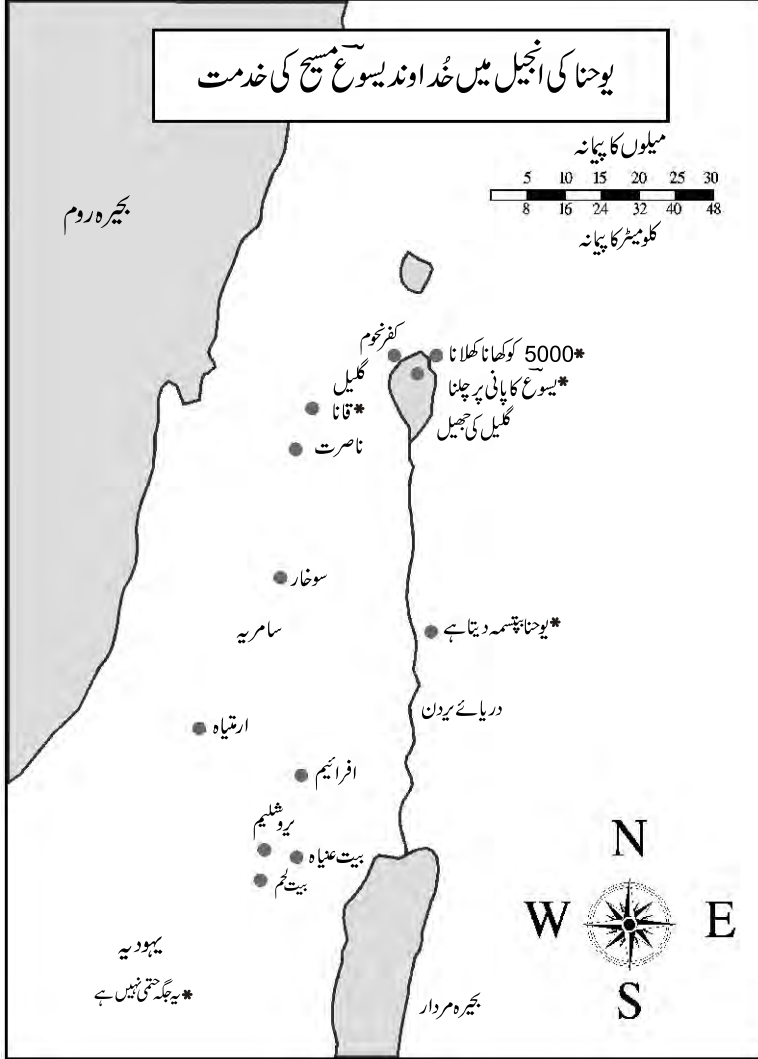 یوحنا کی انجیل میں خُداوند یسوعؔ مسیح کی خدمت
میلوں کا پیمانہ
5 10 15 20 25 30
8 16 24 32 40 48
کلومیٹر کا پیمانہ
بحیرہ روم
کفرنحوم
*5000 کو کھانا کھلانا
گلیل
*یسوعؔ کا پانی پر چلنا
*قانا
گلیل کی جھیل
ناصرت
سوخار
سامریہ
*یوحنا بپتسمہ دیتا ہے
دریائے یردن
ارمتیاہ
افرائیم
یروشلیم
بیت عنیاہ
بیت لحم
N
W E
S
یہودیہ
*یہ جگہ حتمی نہیں ہے
بحیرہ مردار